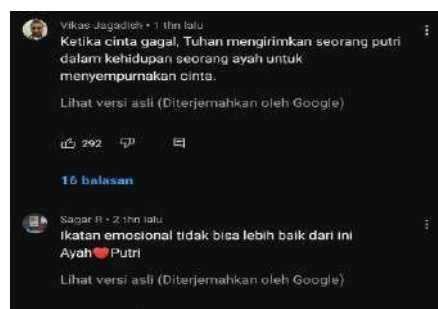 Vikas Jagadish • 1 thn lalu
Ketika cinta gagal, Tuhan mengirimkan seorang putri
dalam kehidupan seorang ayah untuk
menyempurnakan cinta.
Lihat versi asli (Diterjemahkan oleh Google)
292
16 balasan
Sagar R • 2 thn lalu
Ikatan emosional tidak bisa lebih baik dari ini
Ayah❤️Putri
Lihat versi asli (Diterjemahkan oleh Google)